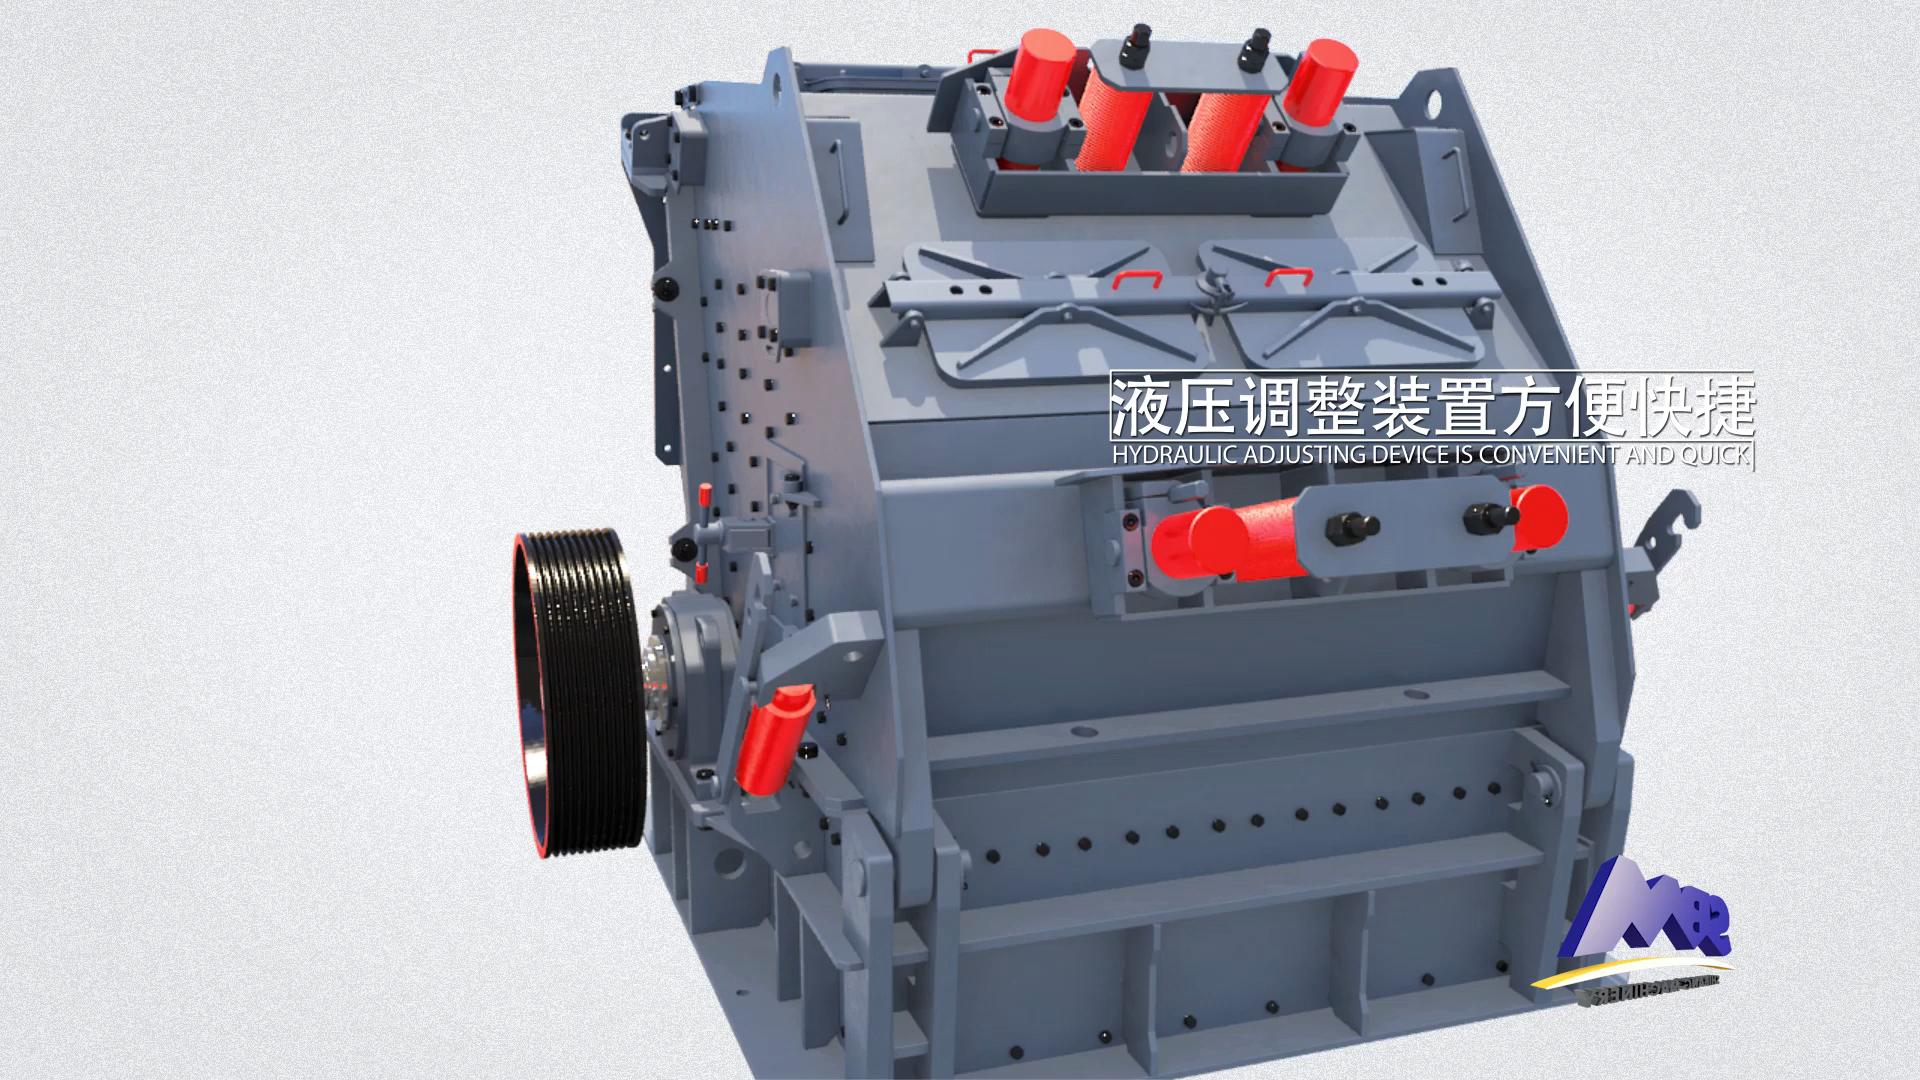 液压调整装置方便快捷
HYDRAULIC ADJUSTING DEVICE IS CONVENIENT AND QUICK